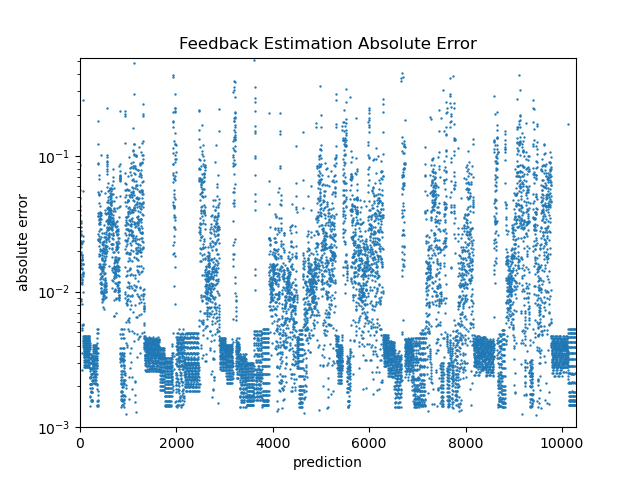 Feedback Estimation Absolute Error
absolute error
10⁻¹
10⁻²
10⁻³
0 2000 4000 6000 8000 10000
prediction